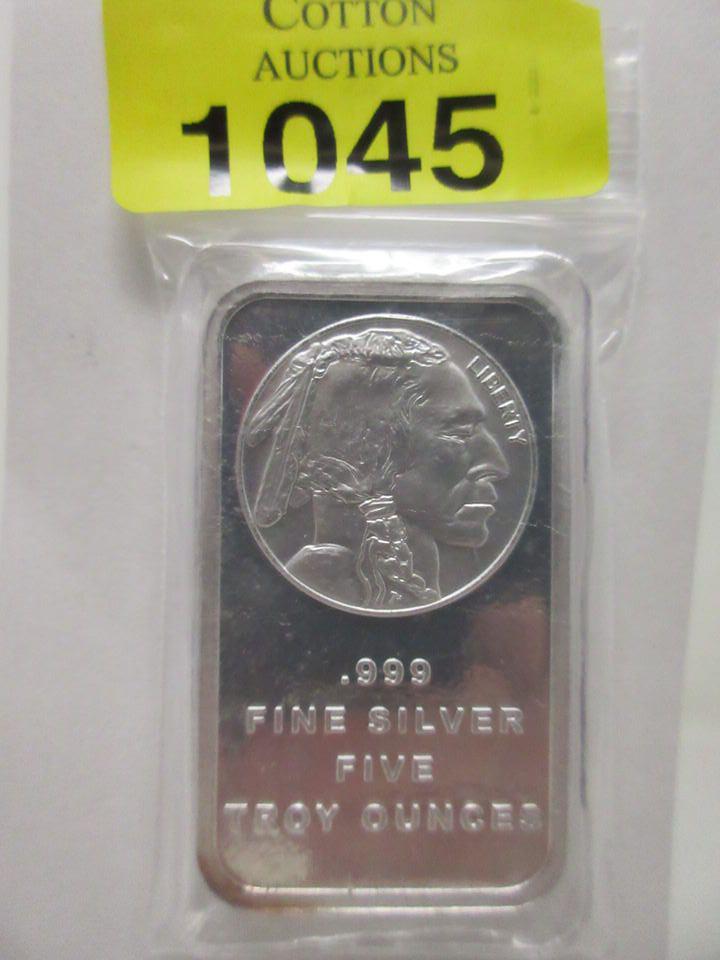 COTTON
AUCTIONS
1045
LIBERTY
.999
FINE SILVER
FIVE
TROY OUNCES